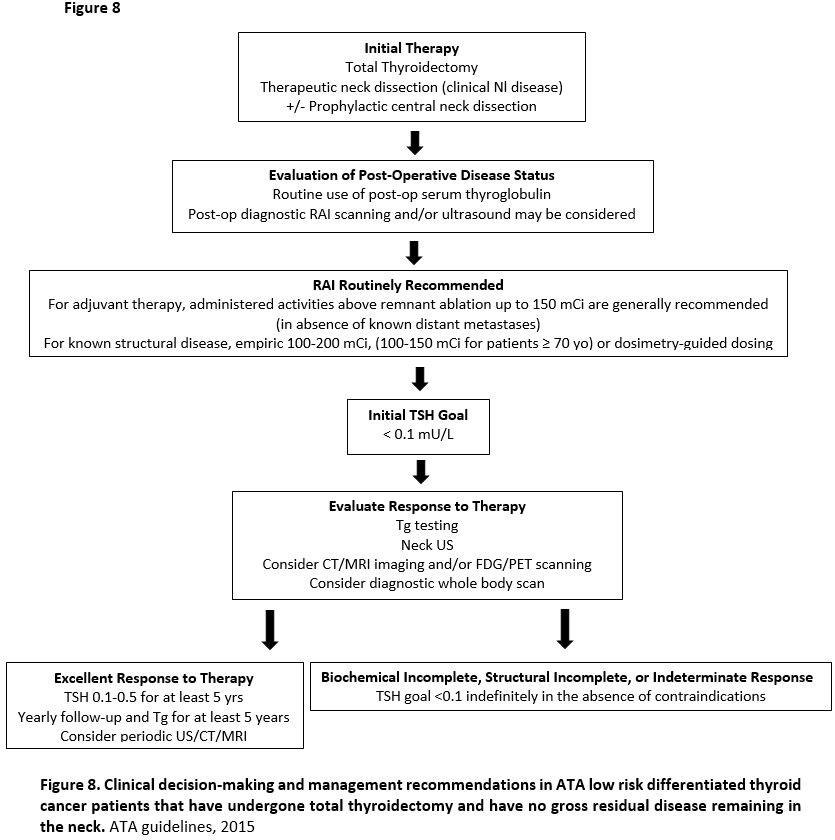 Figure 8
Initial Therapy
Total Thyroidectomy
Therapeutic neck dissection (clinical Nl disease)
+/- Prophylactic central neck dissection
Evaluation of Post-Operative Disease Status
Routine use of post-op serum thyroglobulin
Post-op diagnostic RAI scanning and/or ultrasound may be considered
RAI Routinely Recommended
For adjuvant therapy, administered activities above remnant ablation up to 150 mCi are generally recommended
(in absence of known distant metastases)
For known structural disease, empiric 100-200 mCi, (100-150 mCi for patients ≥ 70 yo) or dosimetry-guided dosing
Initial TSH Goal
< 0.1 mU/L
Evaluate Response to Therapy
Tg testing
Neck US
Consider CT/MRI imaging and/or FDG/PET scanning
Consider diagnostic whole body scan
Excellent Response to Therapy
TSH 0.1-0.5 for at least 5 yrs
Yearly follow-up and Tg for at least 5 years
Consider periodic US/CT/MRI
Biochemical Incomplete, Structural Incomplete, or Indeterminate Response
TSH goal <0.1 indefinitely in the absence of contraindications
Figure 8. Clinical decision-making and management recommendations in ATA low risk differentiated thyroid
cancer patients that have undergone total thyroidectomy and have no gross residual disease remaining in
the neck. ATA guidelines, 2015